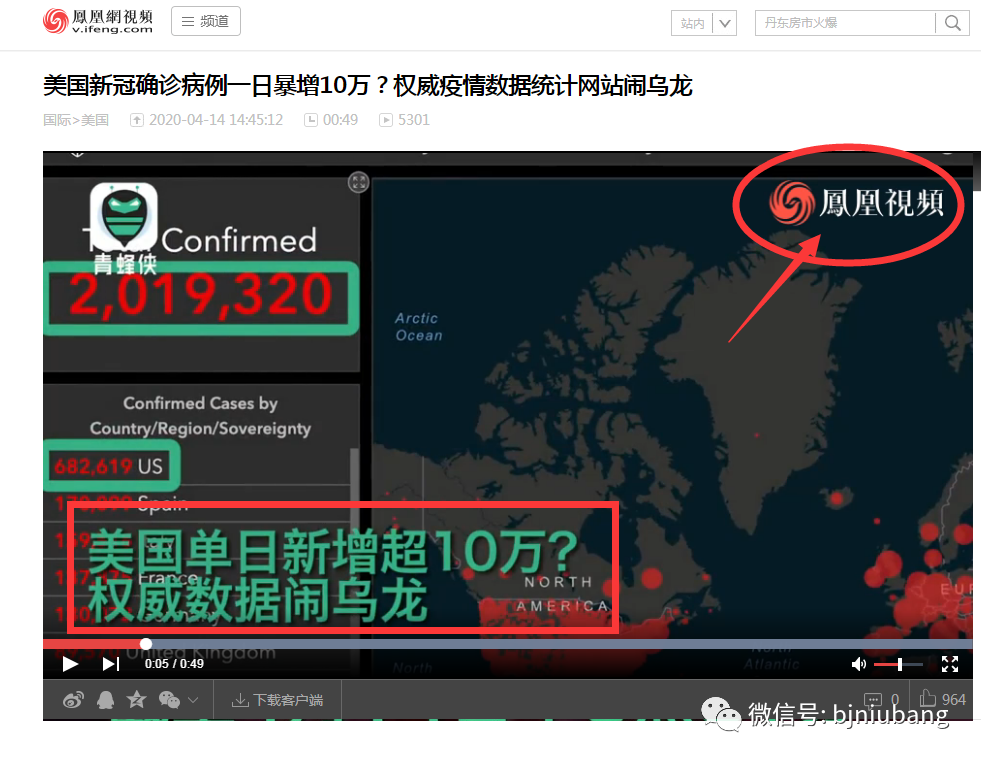 鳳凰網視頻
v.ifeng.com
频道
站内
丹东房市火爆
美国新冠确诊病例一日暴增10万？权威疫情数据统计网站闹乌龙
国际>美国 2020-04-14 14:45:12 00:49 5301
鳳凰視頻
Confirmed
青蜂侠
2,019,320
Arctic
Ocean
Confirmed Cases by
Country/Region/Sovereignty
682,619 US
Spain
美国单日新增超10万?
France
NORTH
权威数据闹乌龙
AMERICA
Germany
United Kingdom
North
North
Atlantic
0:05 / 0:49
下载客户端
0
964
微信号: bjniubang